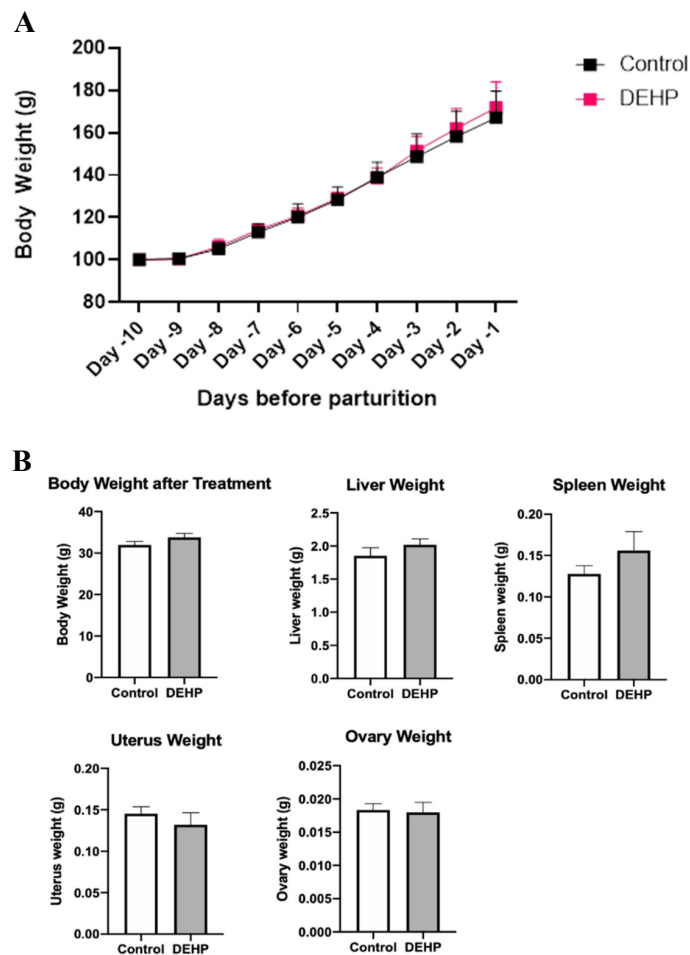 A
200
180
160
140
120
100
80
Body Weight (g)
Control
DEHP
Day -10
Day -9
Day -8
Day -7
Day -6
Day -5
Day -4
Day -3
Day -2
Day -1
Days before parturition
B
Body Weight after Treatment
40
30
20
10
0
Body Weight (g)
Control DEHP
Liver Weight
2.5
2.0
1.5
1.0
0.5
0.0
Liver weight (g)
Control DEHP
Spleen Weight
0.20
0.15
0.10
0.05
0.00
Spleen weight (g)
Control DEHP
Uterus Weight
0.20
0.15
0.10
0.05
0.00
Uterus weight (g)
Control DEHP
Ovary Weight
0.025
0.020
0.015
0.010
0.005
0.000
Ovary weight (g)
Control DEHP